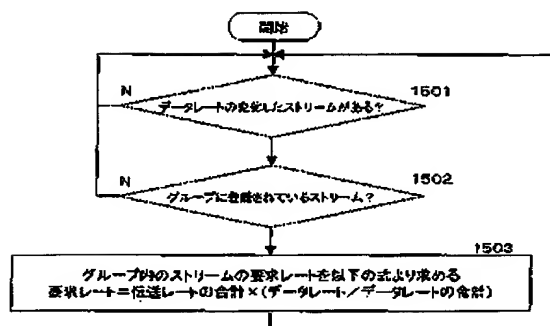 開始
N
1501
データレートの変化したストリームがある?
N
1502
グループに登録されているストリーム?
1503
グループ内のストリームの要求レートを以下の式より求める
要求レート=伝送レートの合計×(データレート/データレートの合計)